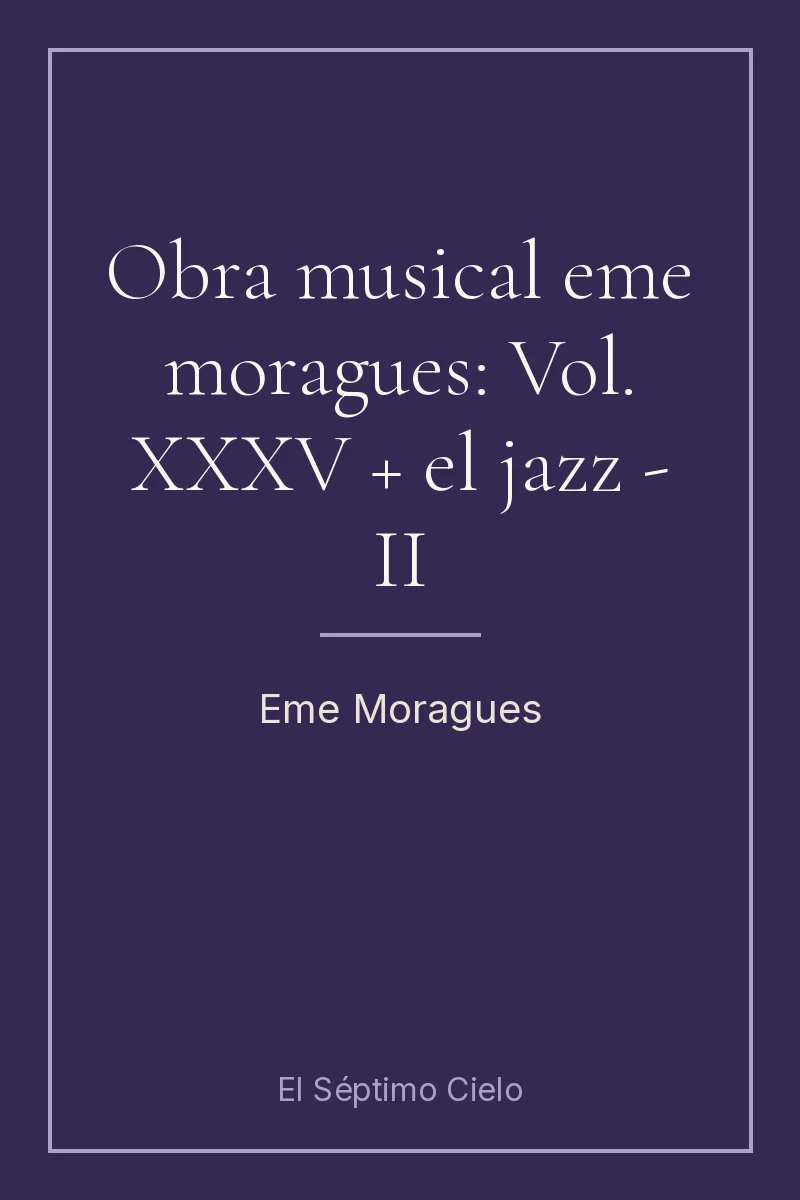 Obra musical eme
moragues: Vol.
XXXV + el jazz -
II
Eme Moragues
El Séptimo Cielo